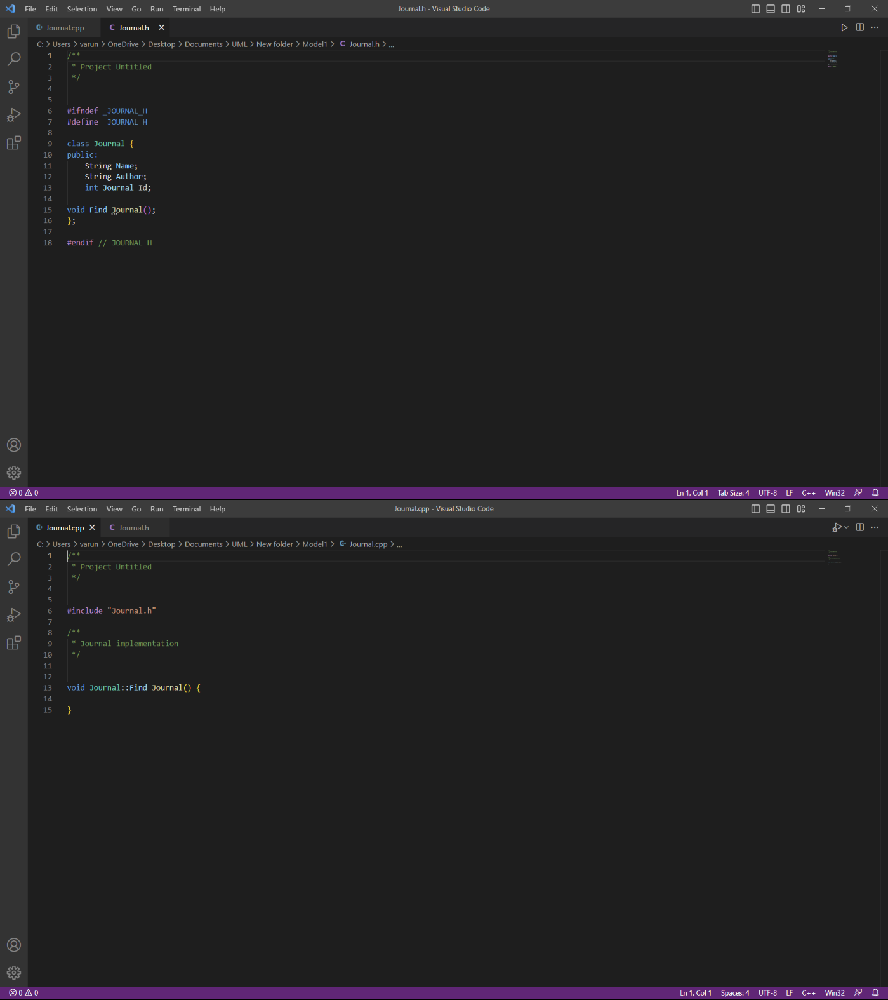 File Edit Selection View Go Run Terminal Help Journal.h - Visual Studio Code
Journal.cpp Journal.h
C: > Users > varun > OneDrive > Desktop > Documents > UML > New folder > Model1 > Journal.h > ...
1 /**
2 * Project Untitled
3 */
4
5
6 #ifndef _JOURNAL_H
7 #define _JOURNAL_H
8
9 class Journal {
10 public:
11 String Name;
12 String Author;
13 int Journal Id;
14
15 void Find Journal();
16 };
17
18 #endif //_JOURNAL_H
0 0 Ln 1, Col 1 Tab Size: 4 UTF-8 LF C++ Win32
File Edit Selection View Go Run Terminal Help Journal.cpp - Visual Studio Code
Journal.cpp Journal.h
C: > Users > varun > OneDrive > Desktop > Documents > UML > New folder > Model1 > Journal.cpp > ...
1 /**
2 * Project Untitled
3 */
4
5
6 #include "Journal.h"
7
8 /**
9 * Journal implementation
10 */
11
12
13 void Journal::Find Journal() {
14
15 }
0 0 Ln 1, Col 1 Spaces: 4 UTF-8 LF C++ Win32